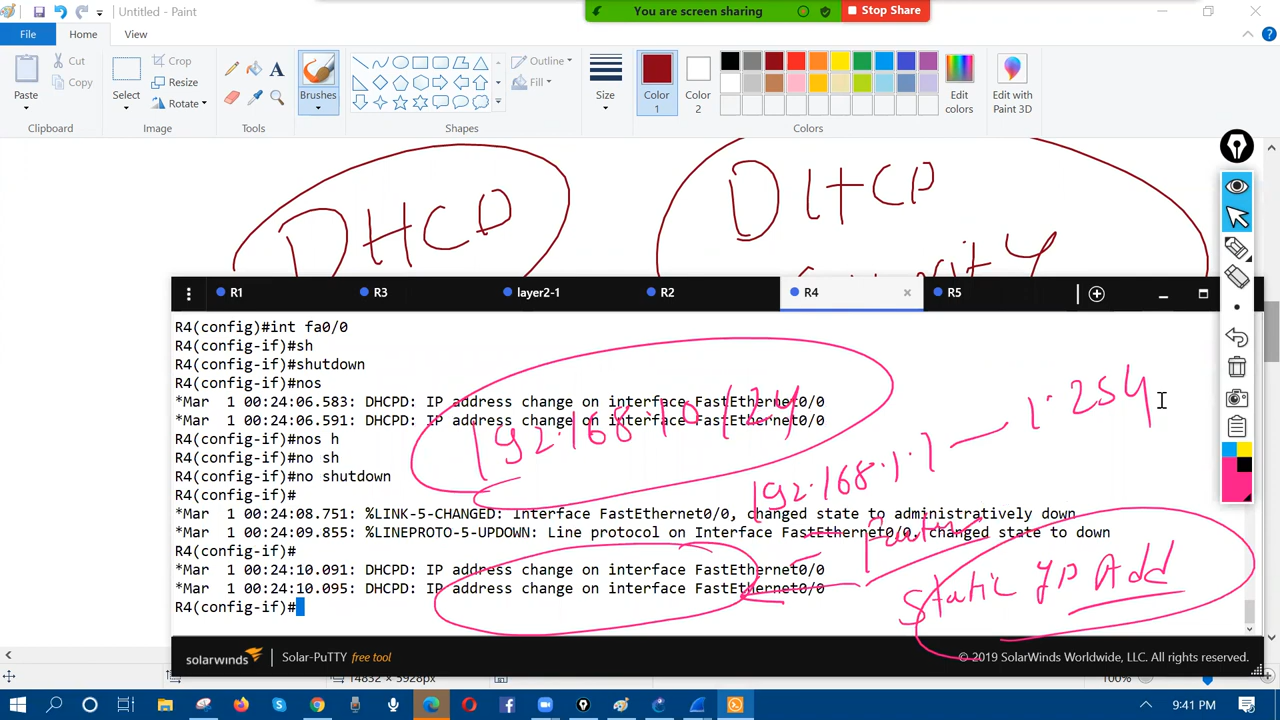 Untitled - Paint
You are screen sharing
Stop Share
File
Home
View
Paste
Cut
Copy
Clipboard
Select
Crop
Resize
Rotate
Image
Tools
Brushes
Shapes
Outline
Fill
Size
Color
1
Color
2
Colors
Edit
colors
Edit with
Paint 3D
DHCP
DHCP
R1
R3
layer2-1
R2
R4
R5
R4(config)#int fa0/0
R4(config-if)#sh
R4(config-if)#shutdown
R4(config-if)#nos
*Mar  1 00:24:06.583: DHCPD: IP address change on interface FastEthernet0/0
*Mar  1 00:24:06.591: DHCPD: IP address change on interface FastEthernet0/0
R4(config-if)#nos h
R4(config-if)#no sh
R4(config-if)#no shutdown
R4(config-if)#
*Mar  1 00:24:08.751: %LINK-5-CHANGED: Interface FastEthernet0/0, changed state to administratively down
*Mar  1 00:24:09.855: %LINEPROTO-5-UPDOWN: Line protocol on Interface FastEthernet0/0, changed state to down
R4(config-if)#
*Mar  1 00:24:10.091: DHCPD: IP address change on interface FastEthernet0/0
*Mar  1 00:24:10.095: DHCPD: IP address change on interface FastEthernet0/0
R4(config-if)#
192.168.10/24
192.168.1.1 — 1.254
Static IP Add
solarwinds
Solar-PuTTY free tool
© 2019 SolarWinds Worldwide, LLC. All rights reserved.
14832 × 5928px
100%
9:41 PM